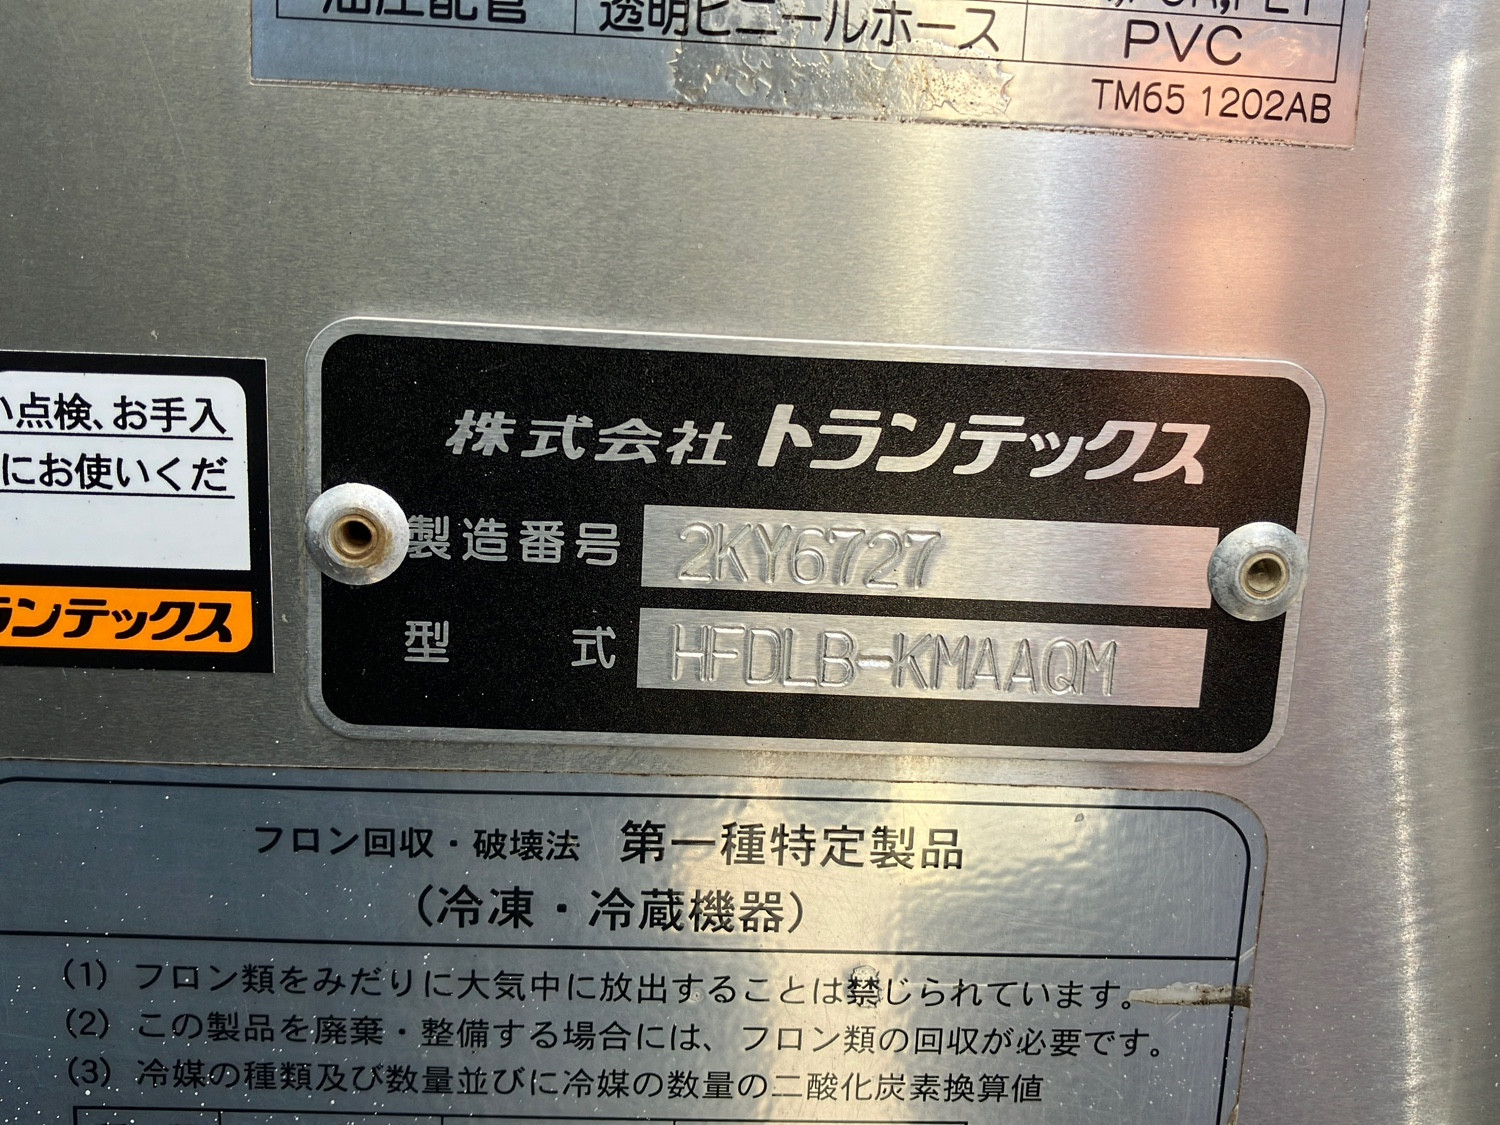 油圧配管 透明ビニールホース PVC
TM65 1202AB
い点検、お手入
にお使いくだ
ランテックス
株式会社トランテックス
製造番号 2KY6727
型式 HFDLB-KMAAQM
フロン回収・破壊法 第一種特定製品
（冷凍・冷蔵機器）
（1）フロン類をみだりに大気中に放出することは禁じられています。
（2）この製品を廃棄・整備する場合には、フロン類の回収が必要です。
（3）冷媒の種類及び数量並びに冷媒の数量の二酸化炭素換算値